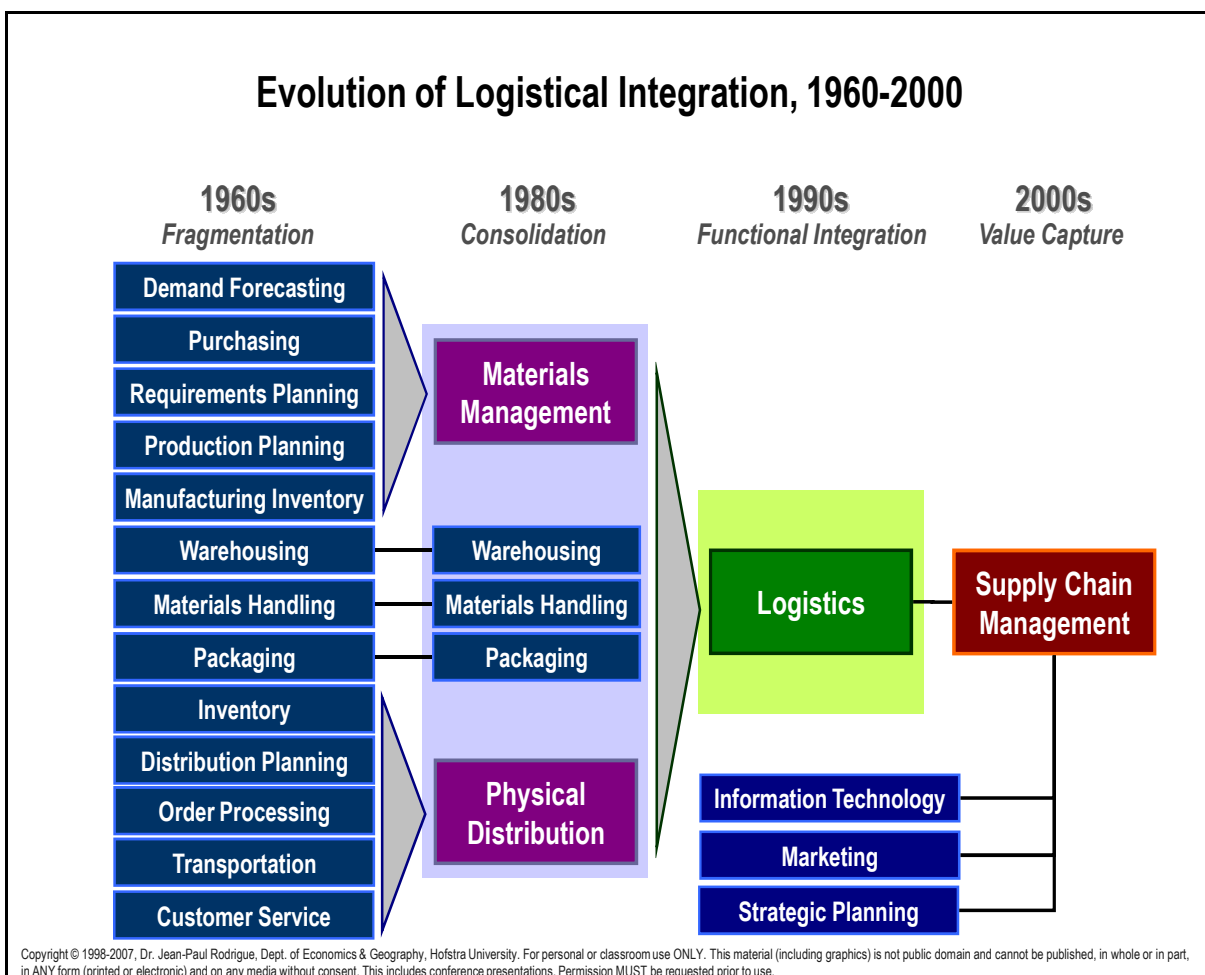 Evolution of Logistical Integration, 1960-2000
1960s
Fragmentation
1980s
Consolidation
1990s
Functional Integration
2000s
Value Capture
Demand Forecasting
Purchasing
Requirements Planning
Production Planning
Manufacturing Inventory
Warehousing
Materials Handling
Packaging
Inventory
Distribution Planning
Order Processing
Transportation
Customer Service
Materials
Management
Warehousing
Materials Handling
Packaging
Physical
Distribution
Logistics
Information Technology
Marketing
Strategic Planning
Supply Chain
Management
Copyright © 1998-2007, Dr. Jean-Paul Rodrigue, Dept. of Economics & Geography, Hofstra University. For personal or classroom use ONLY. This material (including graphics) is not public domain and cannot be published, in whole or in part,
in ANY form (printed or electronic) and on any media without consent. This includes conference presentations. Permission MUST be requested prior to use.